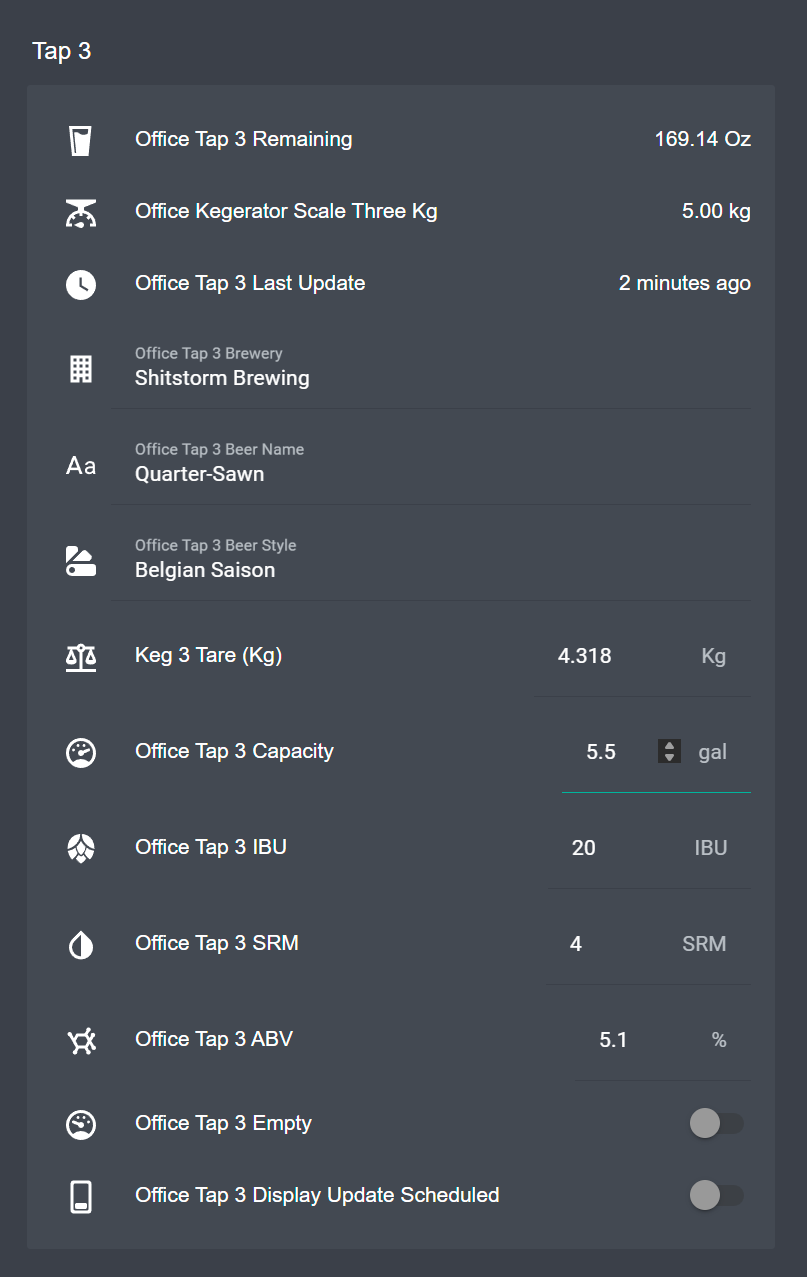 Tap 3
Office Tap 3 Remaining 169.14 Oz
Office Kegerator Scale Three Kg 5.00 kg
Office Tap 3 Last Update 2 minutes ago
Office Tap 3 Brewery
Shitstorm Brewing
Office Tap 3 Beer Name
Aa
Quarter-Sawn
Office Tap 3 Beer Style
Belgian Saison
Keg 3 Tare (Kg) 4.318 Kg
Office Tap 3 Capacity 5.5 gal
Office Tap 3 IBU 20 IBU
Office Tap 3 SRM 4 SRM
Office Tap 3 ABV 5.1 %
Office Tap 3 Empty
Office Tap 3 Display Update Scheduled